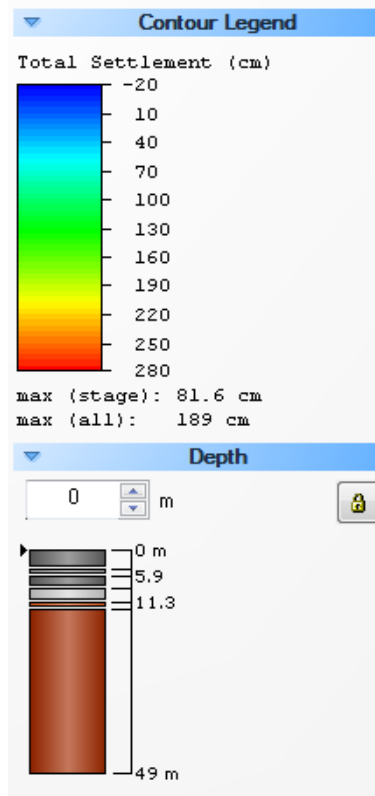 Contour Legend
Total Settlement (cm)
-20
10
40
70
100
130
160
190
220
250
280
max (stage): 81.6 cm
max (all): 189 cm
Depth
0 m
0 m
5.9
11.3
49 m